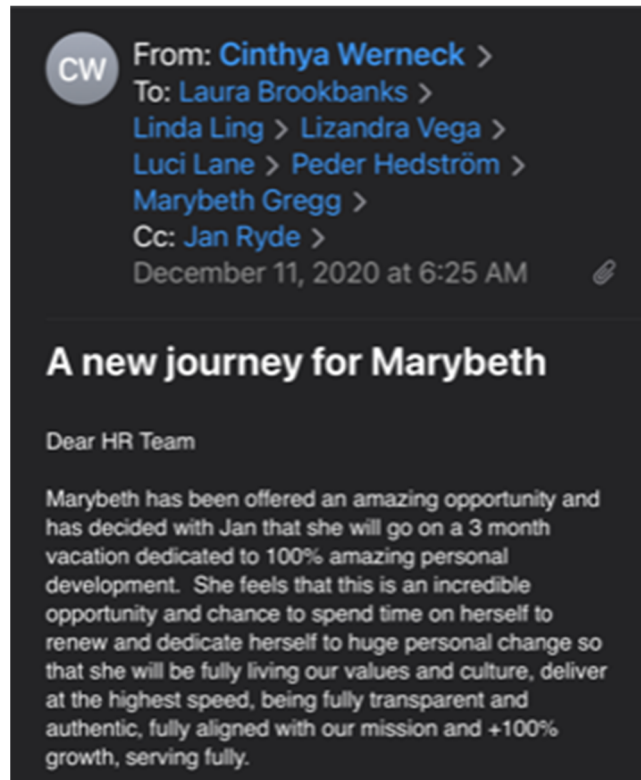 CW
From: Cinthya Werneck >
To: Laura Brookbanks >
Linda Ling > Lizandra Vega >
Luci Lane > Peder Hedström >
Marybeth Gregg >
Cc: Jan Ryde >
December 11, 2020 at 6:25 AM
A new journey for Marybeth
Dear HR Team
Marybeth has been offered an amazing opportunity and
has decided with Jan that she will go on a 3 month
vacation dedicated to 100% amazing personal
development.  She feels that this is an incredible
opportunity and chance to spend time on herself to
renew and dedicate herself to huge personal change so
that she will be fully living our values and culture, deliver
at the highest speed, being fully transparent and
authentic, fully aligned with our mission and +100%
growth, serving fully.